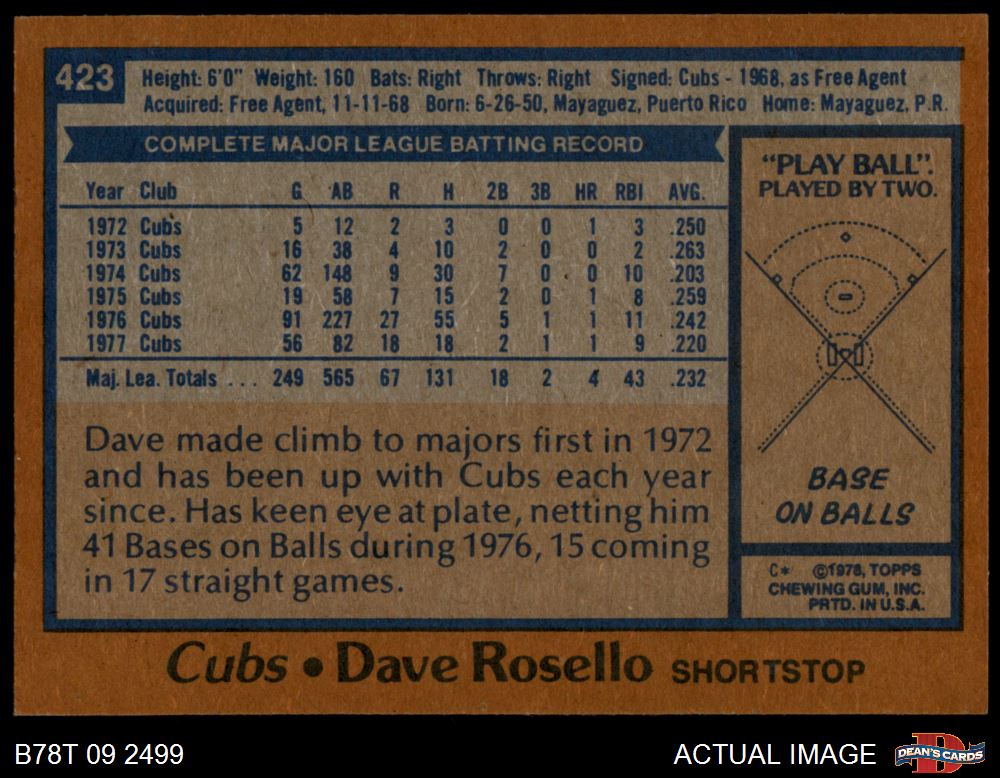 423
Height: 6'0" Weight: 160 Bats: Right Throws: Right Signed: Cubs - 1968, as Free Agent
Acquired: Free Agent, 11-11-68 Born: 6-26-50, Mayaguez, Puerto Rico Home: Mayaguez, P.R.
COMPLETE MAJOR LEAGUE BATTING RECORD
Year Club G AB R H 2B 3B HR RBI AVG.
1972 Cubs 5 12 2 3 0 0 1 3 .250
1973 Cubs 16 38 4 10 2 0 0 2 .263
1974 Cubs 62 148 9 30 7 0 0 10 .203
1975 Cubs 19 58 7 15 2 0 1 8 .259
1976 Cubs 91 227 27 55 5 1 1 11 .242
1977 Cubs 56 82 18 18 2 1 1 9 .220
Maj. Lea. Totals ... 249 565 67 131 18 2 4 43 .232
Dave made climb to majors first in 1972
and has been up with Cubs each year
since. Has keen eye at plate, netting him
41 Bases on Balls during 1976, 15 coming
in 17 straight games.
"PLAY BALL".
PLAYED BY TWO.
BASE
ON BALLS
C* ©1978, TOPPS
CHEWING GUM, INC.
PRTD. IN U.S.A.
Cubs • Dave Rosello SHORTSTOP
B78T 09 2499
ACTUAL IMAGE
DEAN'S CARDS